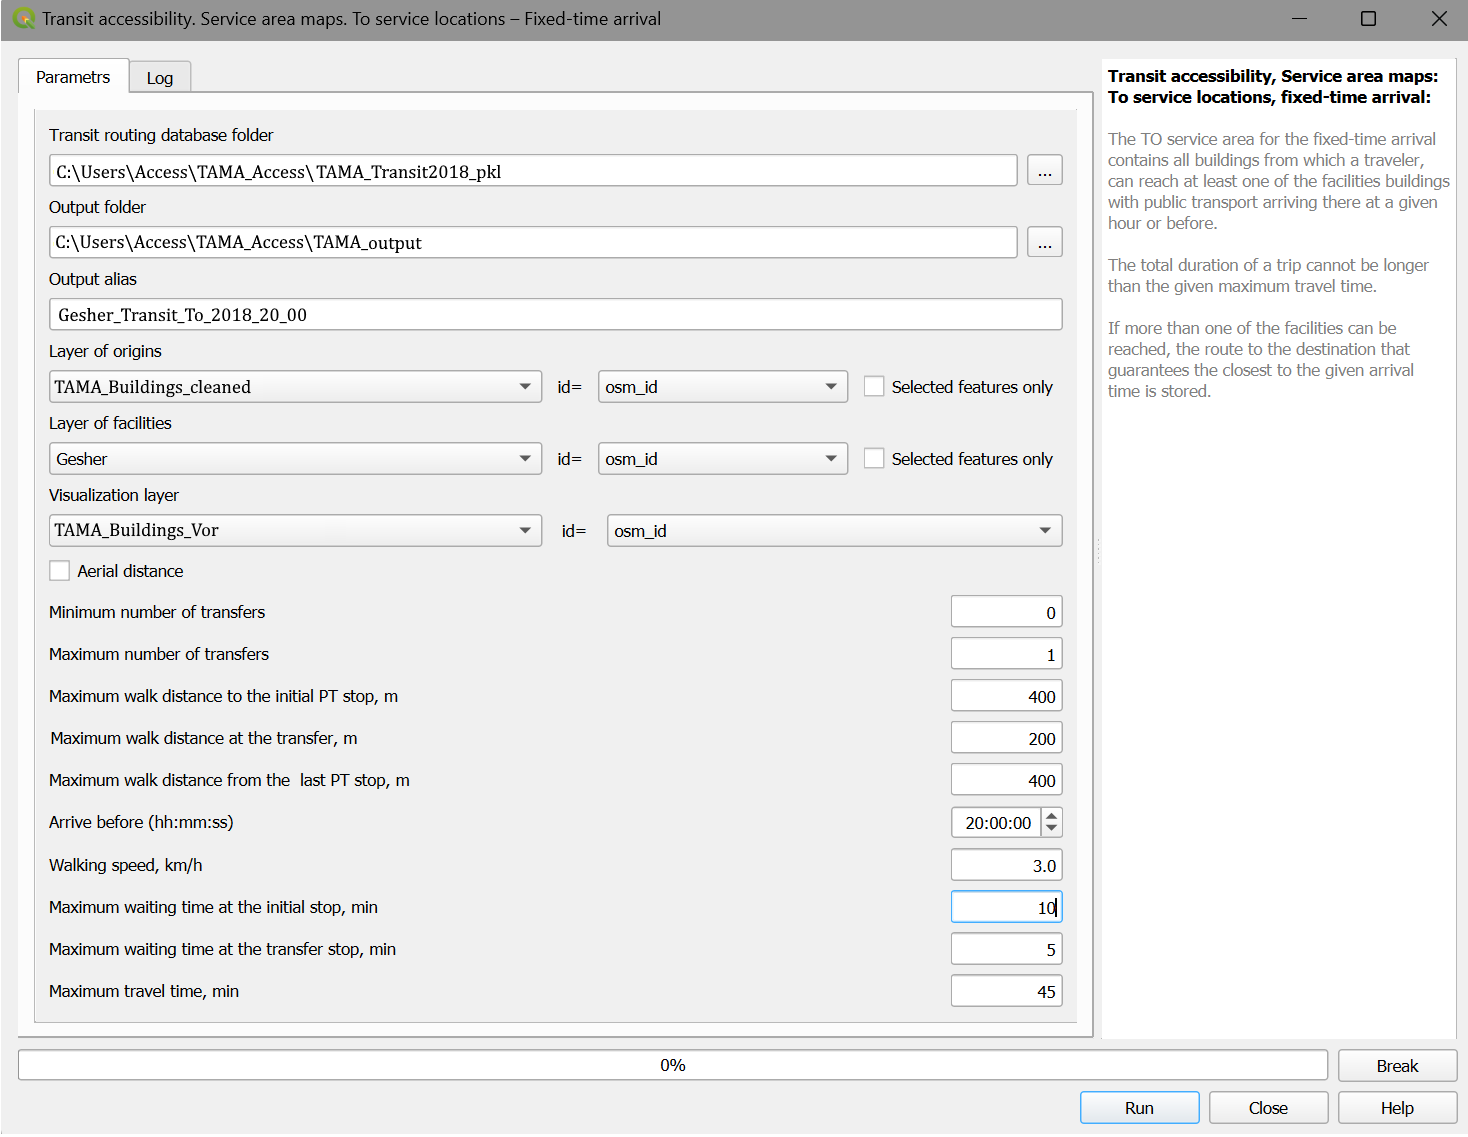 Transit accessibility. Service area maps. To service locations – Fixed-time arrival
Parametrs
Log
Transit routing database folder
C:\Users\Access\TAMA_Access\TAMA_Transit2018_pkl
...
Output folder
C:\Users\Access\TAMA_Access\TAMA_output
...
Output alias
Gesher_Transit_To_2018_20_00
Layer of origins
TAMA_Buildings_cleaned id= osm_id Selected features only
Layer of facilities
Gesher id= osm_id Selected features only
Visualization layer
TAMA_Buildings_Vor id= osm_id
Aerial distance
Minimum number of transfers 0
Maximum number of transfers 1
Maximum walk distance to the initial PT stop, m 400
Maximum walk distance at the transfer, m 200
Maximum walk distance from the last PT stop, m 400
Arrive before (hh:mm:ss) 20:00:00
Walking speed, km/h 3.0
Maximum waiting time at the initial stop, min 10
Maximum waiting time at the transfer stop, min 5
Maximum travel time, min 45
Transit accessibility, Service area maps:
To service locations, fixed-time arrival:
The TO service area for the fixed-time arrival
contains all buildings from which a traveler,
can reach at least one of the facilities buildings
with public transport arriving there at a given
hour or before.
The total duration of a trip cannot be longer
than the given maximum travel time.
If more than one of the facilities can be
reached, the route to the destination that
guarantees the closest to the given arrival
time is stored.
0%
Break
Run
Close
Help